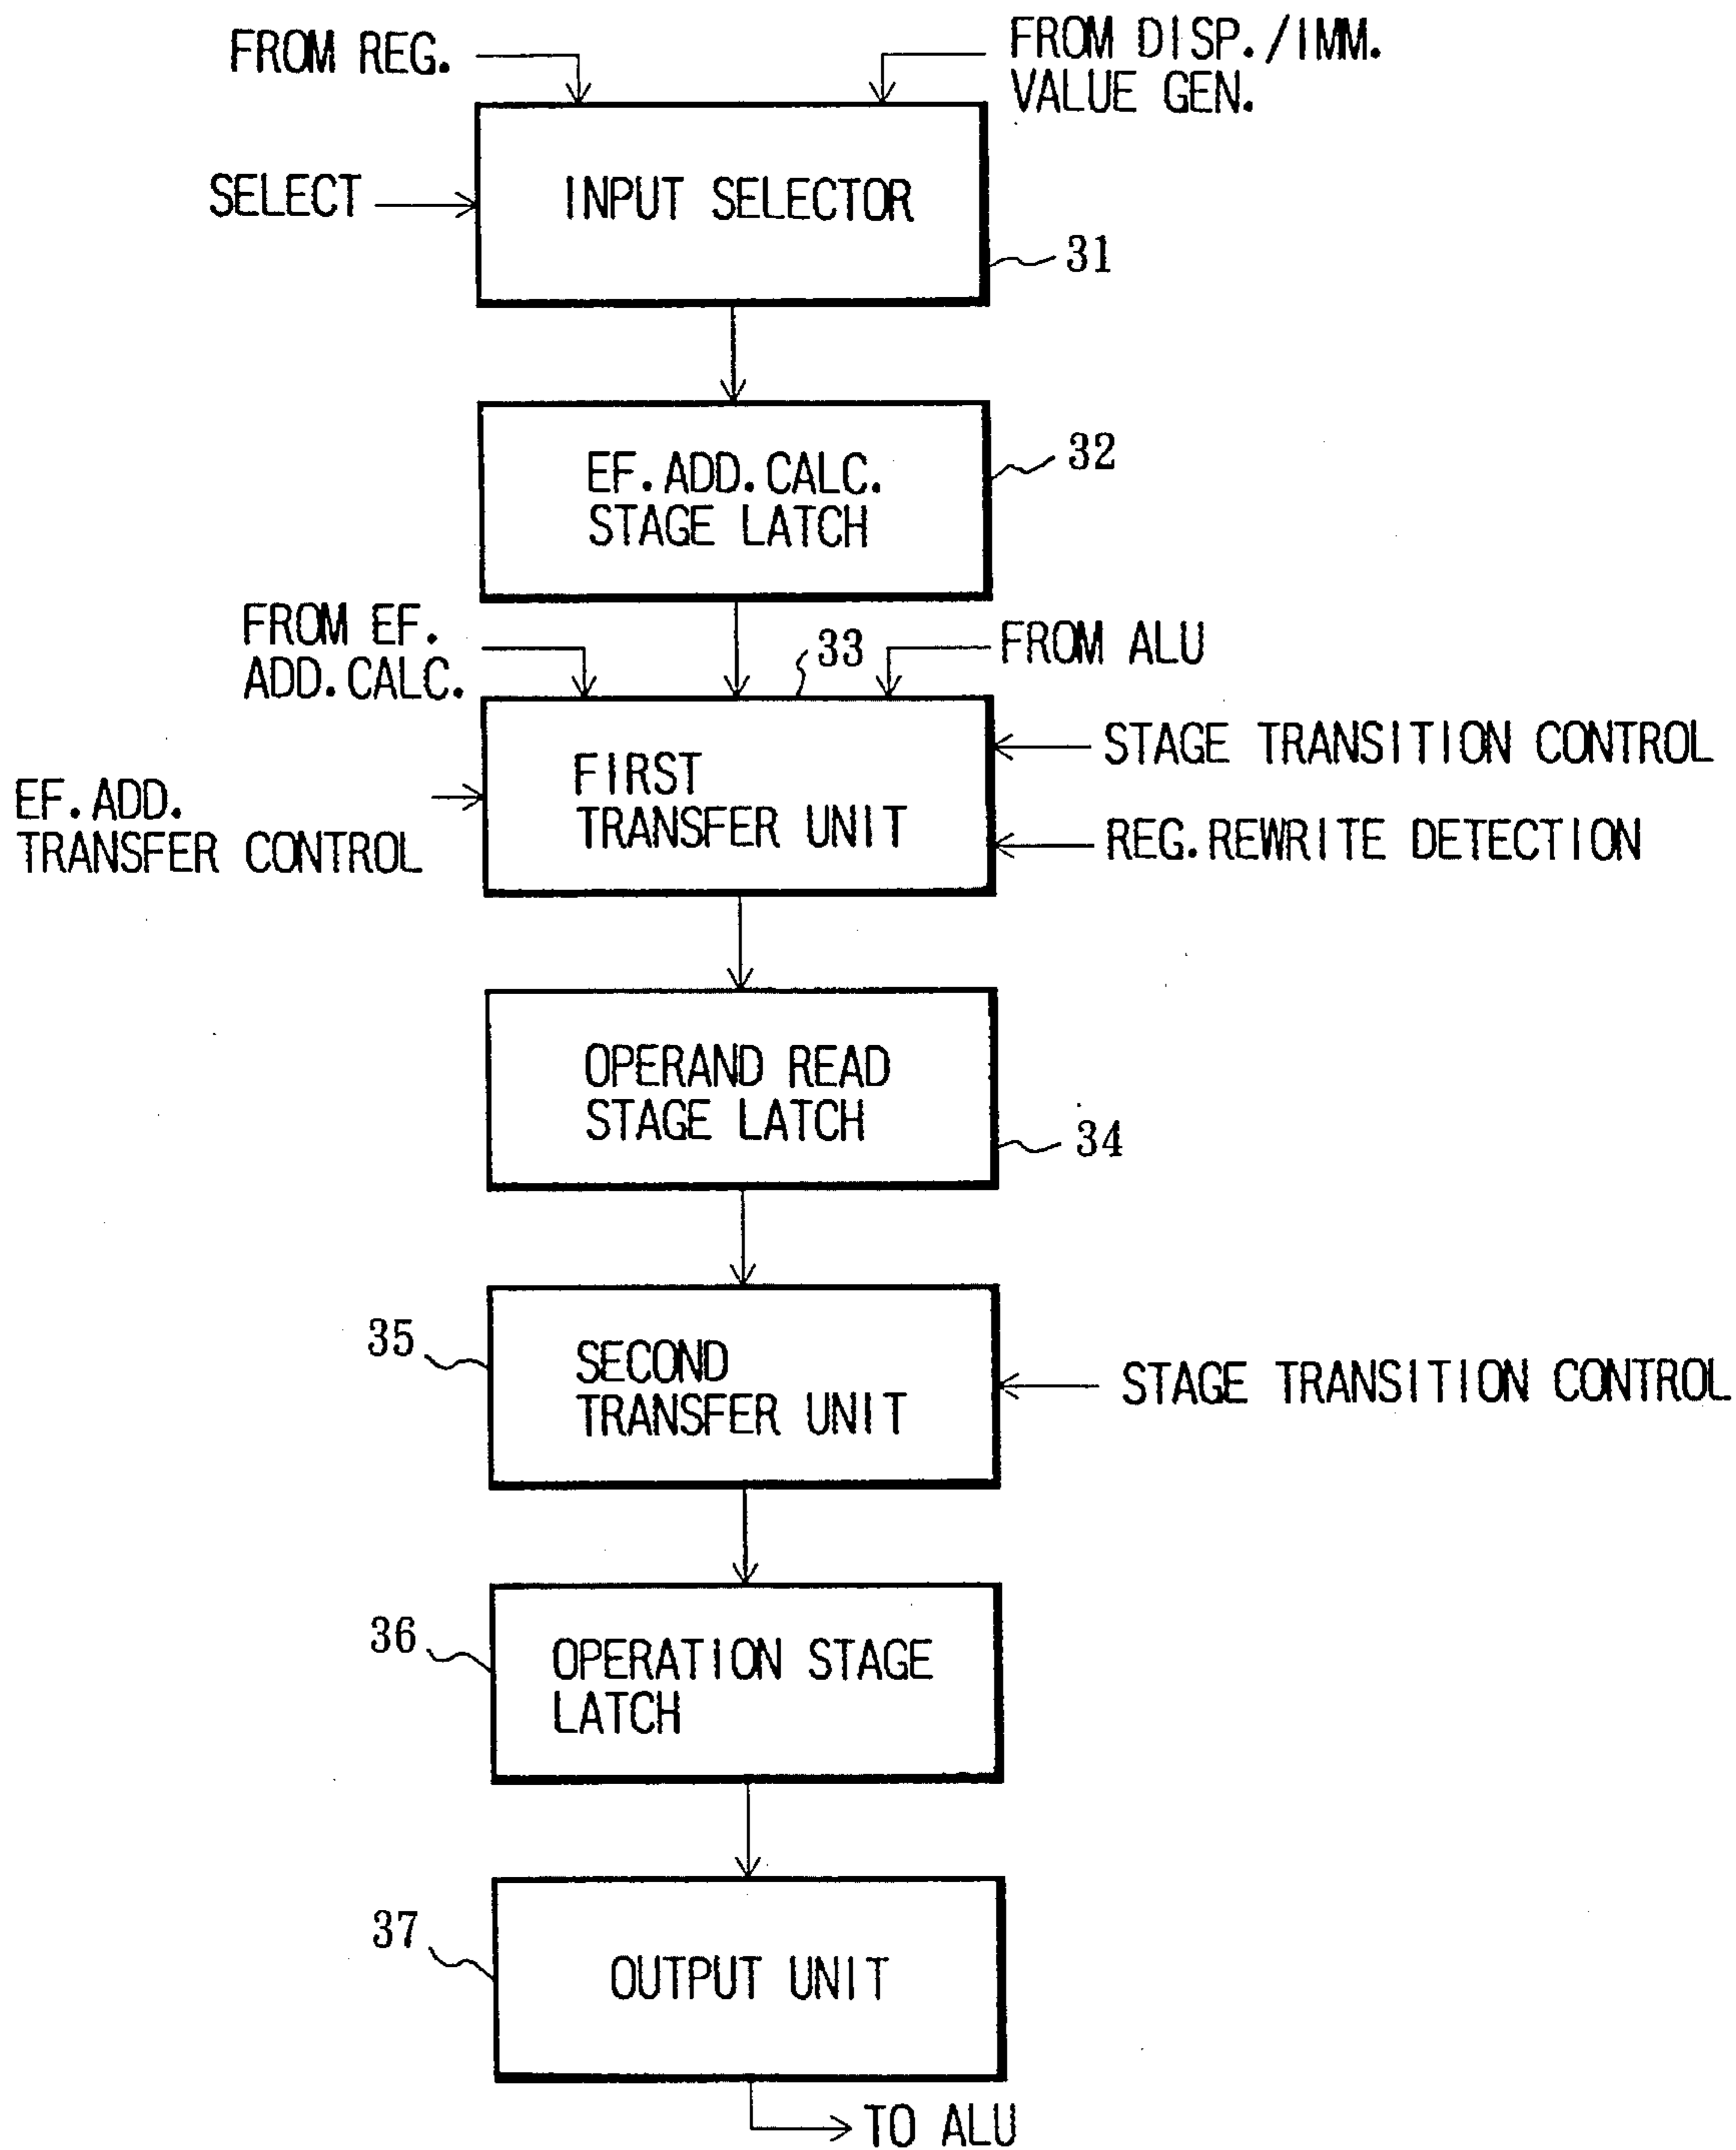 FROM REG.
FROM DISP./IMM.
VALUE GEN.
SELECT
INPUT SELECTOR
31
EF.ADD.CALC.
STAGE LATCH
32
FROM EF.
ADD.CALC.
33
FROM ALU
STAGE TRANSITION CONTROL
FIRST
TRANSFER UNIT
EF.ADD.
TRANSFER CONTROL
REG.REWRITE DETECTION
OPERAND READ
STAGE LATCH
34
35
SECOND
TRANSFER UNIT
STAGE TRANSITION CONTROL
36
OPERATION STAGE
LATCH
37
OUTPUT UNIT
TO ALU